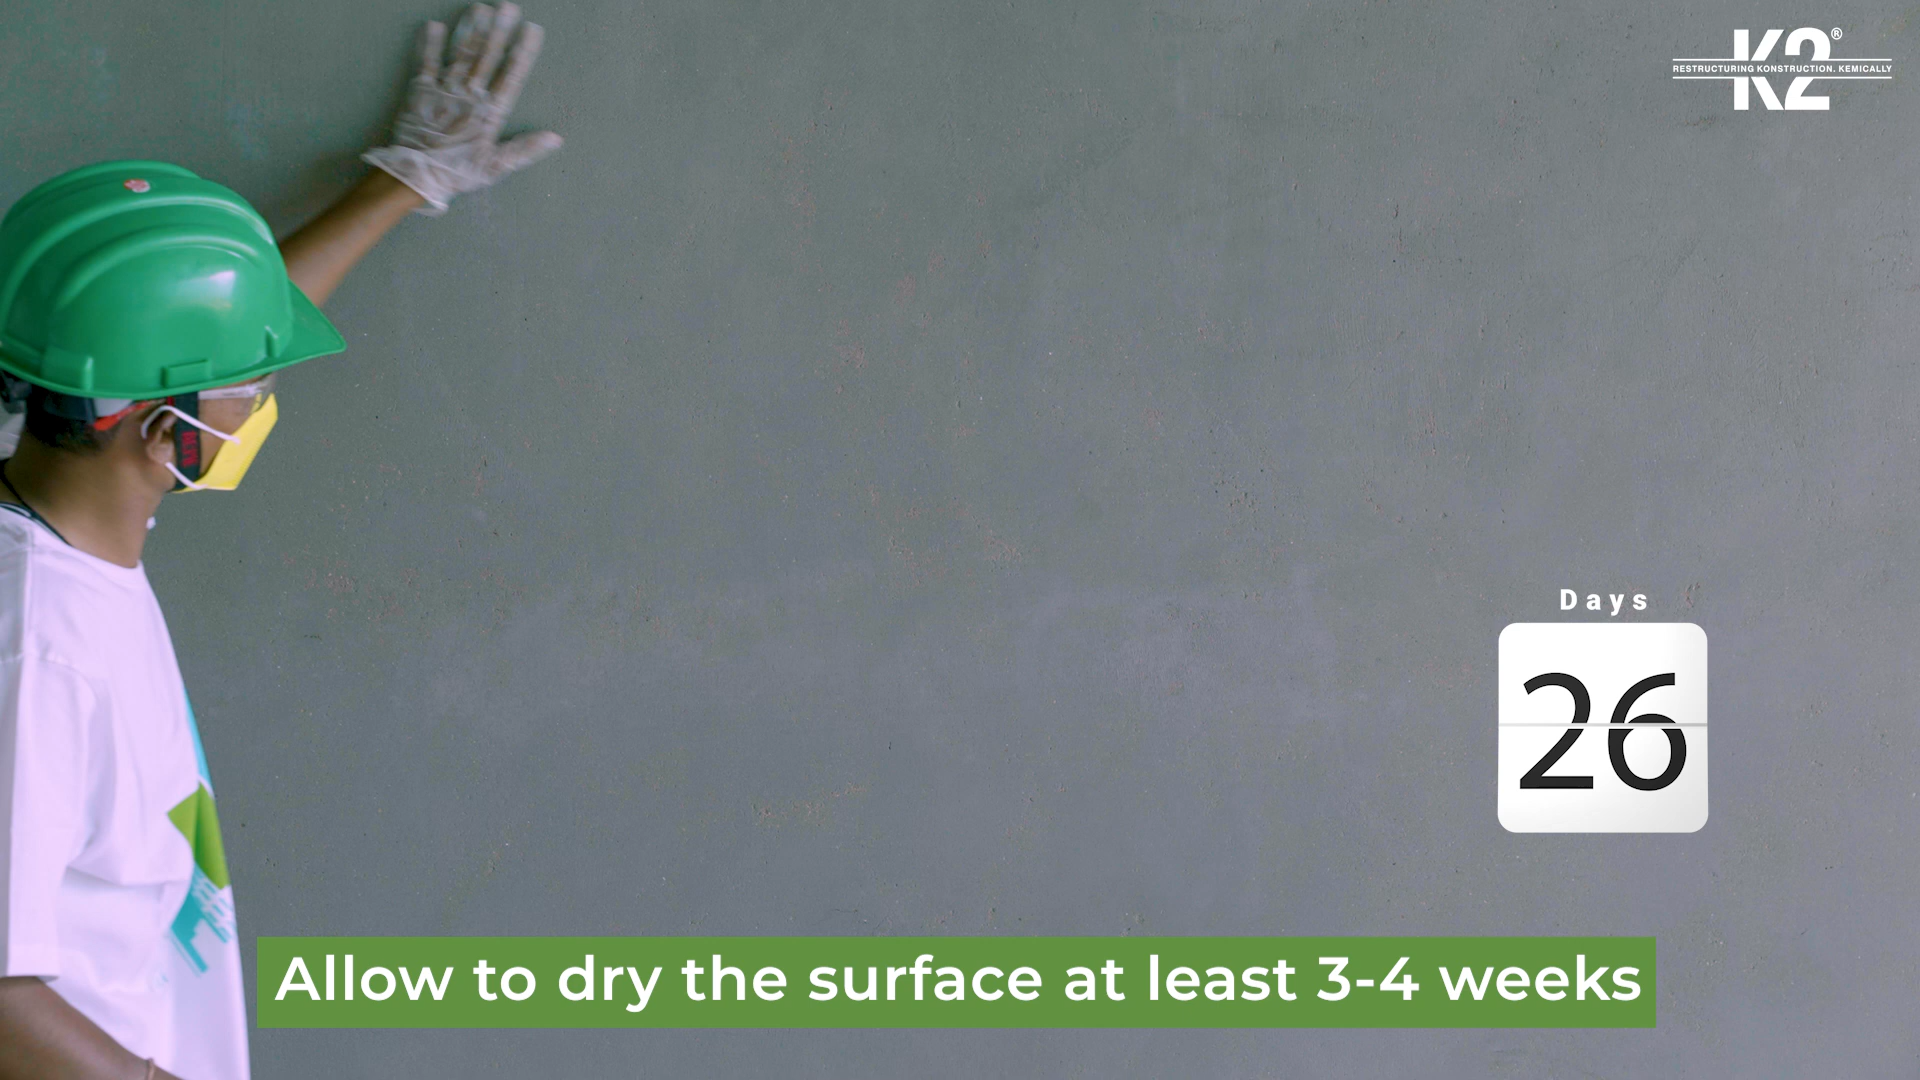 K2®
RESTRUCTURING KONSTRUCTION. KEMICALLY
Days
26
Allow to dry the surface at least 3-4 weeks